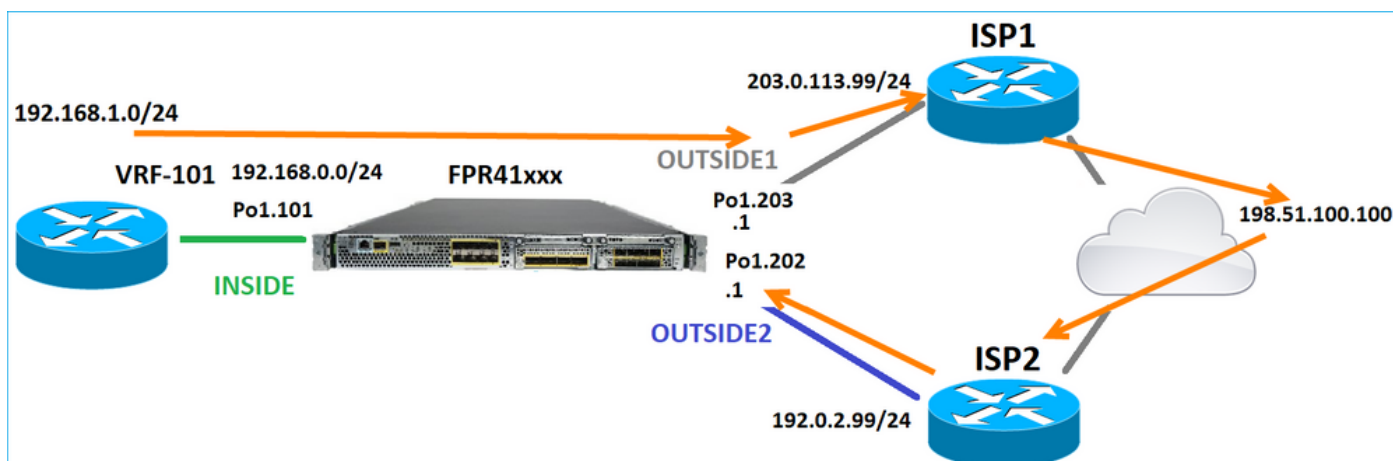 ISP1
203.0.113.99/24
192.168.1.0/24
OUTSIDE1
VRF-101
192.168.0.0/24
FPR41xxx
Po1.101
Po1.203
.1
198.51.100.100
Po1.202
.1
INSIDE
OUTSIDE2
ISP2
192.0.2.99/24